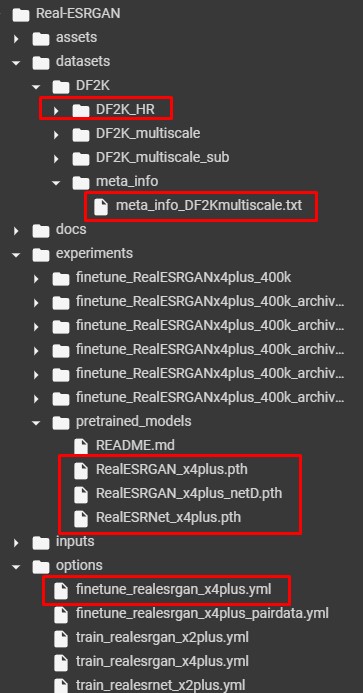 Real-ESRGAN
assets
datasets
DF2K
DF2K_HR
DF2K_multiscale
DF2K_multiscale_sub
meta_info
meta_info_DF2Kmultiscale.txt
docs
experiments
finetune_RealESRGANx4plus_400k
finetune_RealESRGANx4plus_400k_archiv...
finetune_RealESRGANx4plus_400k_archiv...
finetune_RealESRGANx4plus_400k_archiv...
finetune_RealESRGANx4plus_400k_archiv...
finetune_RealESRGANx4plus_400k_archiv...
pretrained_models
README.md
RealESRGAN_x4plus.pth
RealESRGAN_x4plus_netD.pth
RealESRNet_x4plus.pth
inputs
options
finetune_realesrgan_x4plus.yml
finetune_realesrgan_x4plus_pairdata.yml
train_realesrgan_x2plus.yml
train_realesrgan_x4plus.yml
train_realesrnet_x2plus.yml